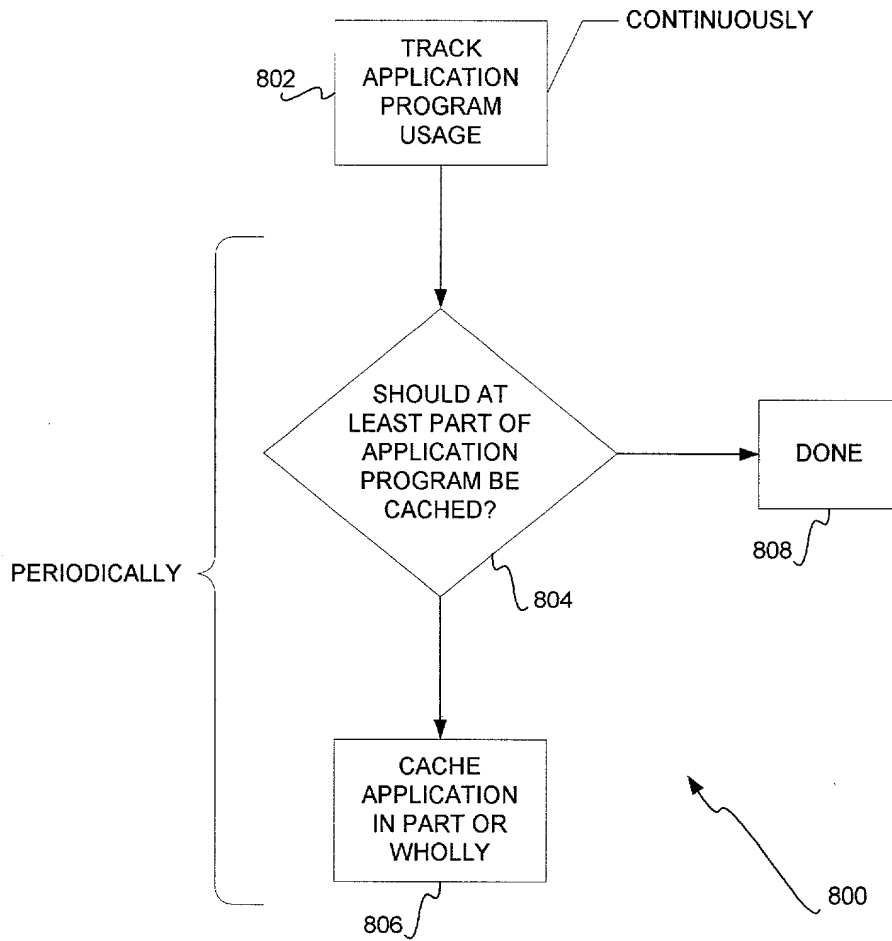 CONTINUOUSLY
TRACK
APPLICATION
PROGRAM
USAGE
802
SHOULD AT
LEAST PART OF
APPLICATION
PROGRAM BE
CACHED?
DONE
808
PERIODICALLY
804
CACHE
APPLICATION
IN PART OR
WHOLLY
806
800